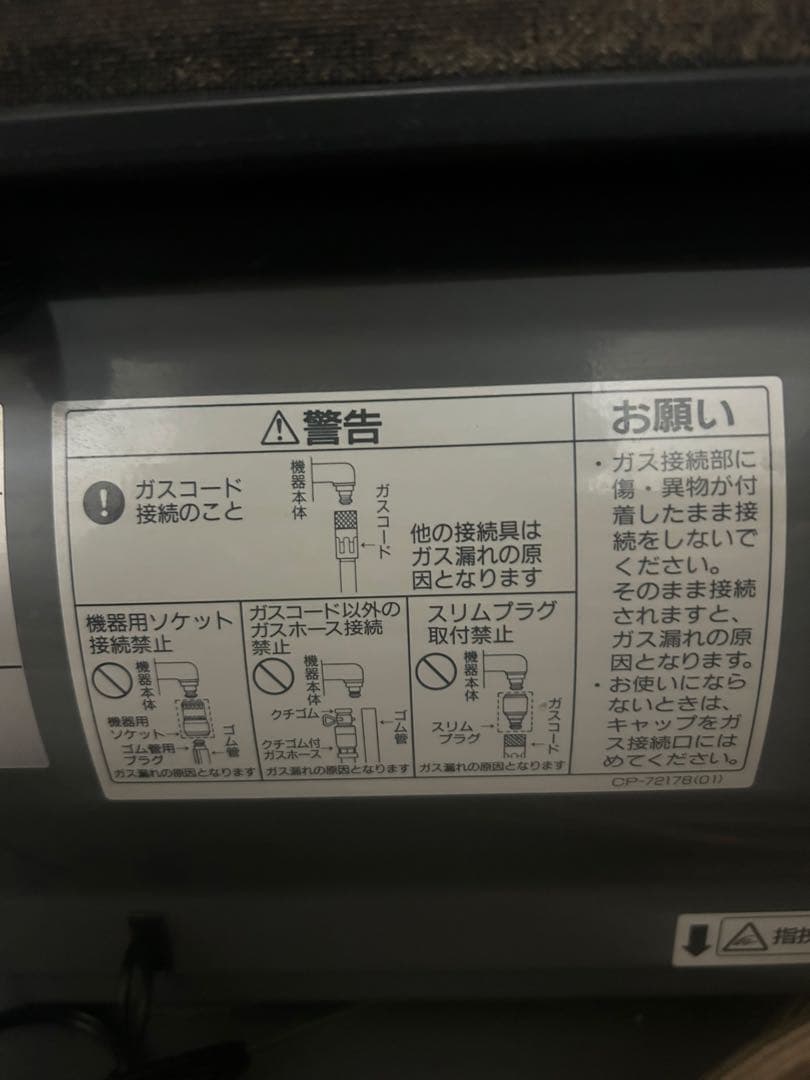 警告
ガスコード
接続のこと
機器本体
ガスコード
他の接続具は
ガス漏れの原
因となります
機器用ソケット
接続禁止
機器本体
機器用
ソケット
ゴム管用
プラグ
ゴム管
ガス漏れの原因となります
ガスコード以外の
ガスホース接続
禁止
機器本体
クチゴム
クチゴム付
ガスホース
ゴム管
ガス漏れの原因となります
スリムプラグ
取付禁止
機器本体
スリム
プラグ
ガスコード
ガス漏れの原因となります
お願い
・ガス接続部に
傷・異物が付
着したまま接
続をしないで
ください。
そのまま接続
されますと、
ガス漏れの原
因となります。
・お使いになら
ないときは、
キャップをガ
ス接続口には
めてください。
CP-72178(01)
指挟